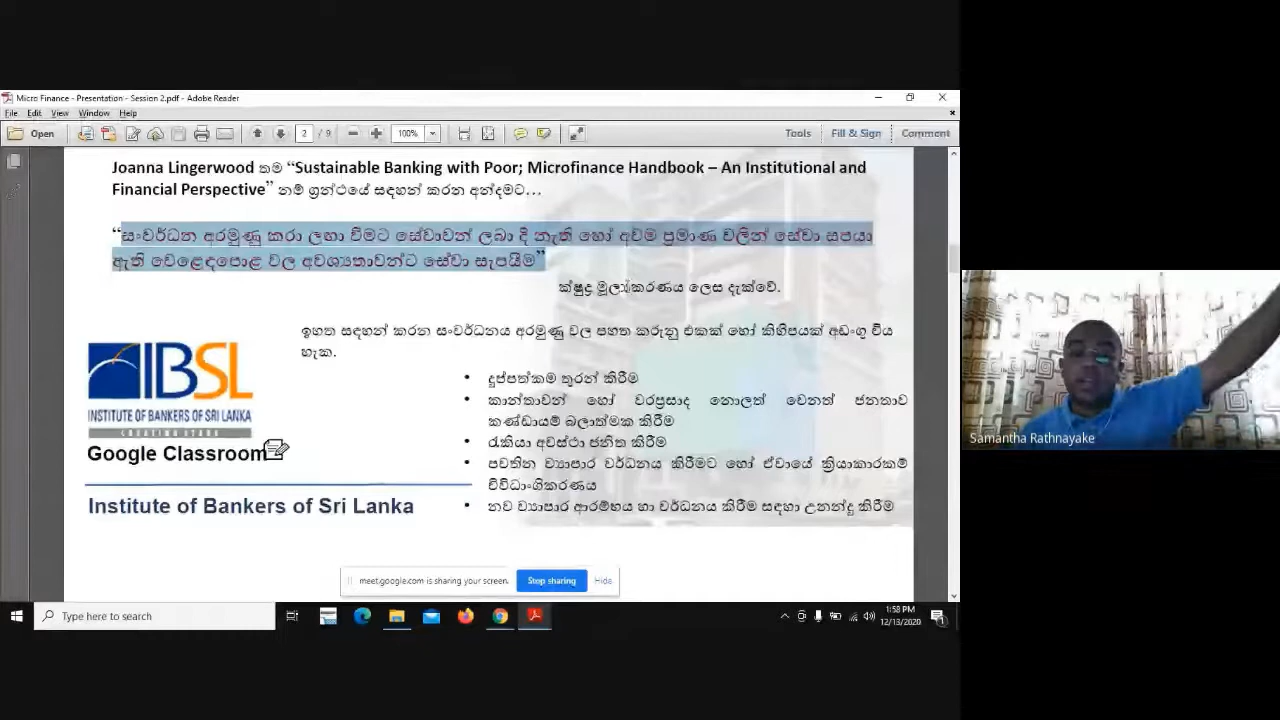 Micro Finance - Presentation - Session 2.pdf - Adobe Reader
File Edit View Window Help
Open 2 / 9 100% Tools Fill & Sign Comment
Joanna Lingerwood තම “Sustainable Banking with Poor; Microfinance Handbook – An Institutional and
Financial Perspective” නම් ග්‍රන්ථයේ සඳහන් කරන අන්දමට…
“සංවර්ධන අරමුණු කරා ලඟා වීමට සේවාවන් ලබා දී නැති හෝ අවම ප්‍රමාණ වලින් සේවා සපයා
ඇති වෙළෙඳපොළ වල අවශ්‍යතාවන්ට සේවා සැපයීම”
ක්ෂුද්‍ර මූල්‍යකරණය ලෙස දැක්වේ.
ඉහත සඳහන් කරන සංවර්ධනය අරමුණු වල පහත කරුනු එකක් හෝ කිහිපයක් අඩංගු විය
හැක.
• දුප්පත්කම තුරන් කිරීම
• කාන්තාවන් හෝ වරප්‍රසාද නොලත් වෙනත් ජනතා
කණ්ඩායම් බලාත්මක කිරීම
• රැකියා අවස්ථා ජනිත කිරීම
• පවතින ව්‍යාපාර වර්ධනය කිරීමට හෝ ඒවායේ ක්‍රියාකාරකම්
විවිධාංගිකරණය
• නව ව්‍යාපාර ආරම්භය හා වර්ධනය කිරීම සඳහා උනන්දු කිරීම
IBSL
INSTITUTE OF BANKERS OF SRI LANKA
CREATING STARS
Google Classroom
Institute of Bankers of Sri Lanka
meet.google.com is sharing your screen. Stop sharing Hide
Type here to search
1:58 PM
12/13/2020
Samantha Rathnayake